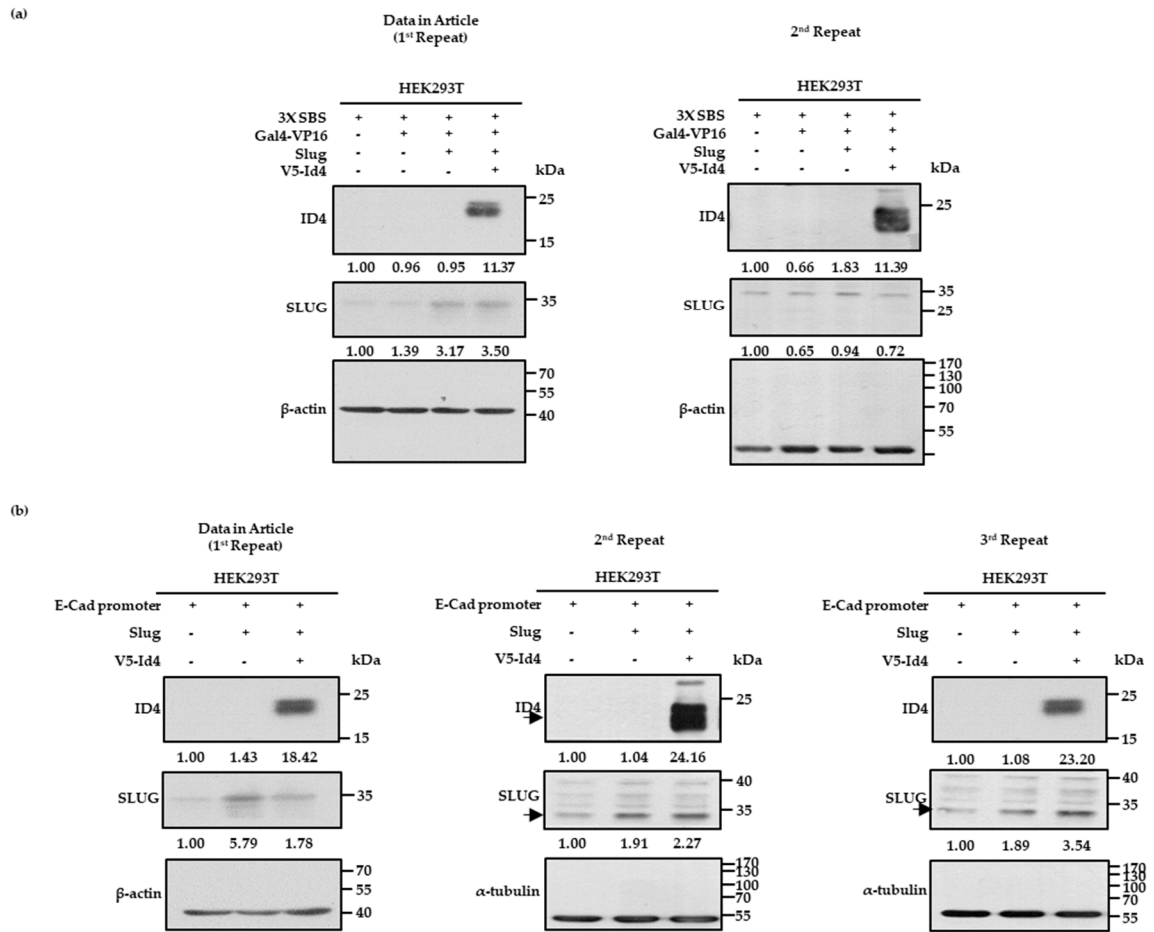 (a)
Data in Article
(1st Repeat)
HEK293T
3X SBS + + + +
Gal4-VP16 - + + +
Slug - - + +
V5-Id4 - - - + kDa
ID4
25
15
1.00 0.96 0.95 11.37
SLUG
35
1.00 1.39 3.17 3.50
β-actin
70
55
40
2nd Repeat
HEK293T
3X SBS + + + +
Gal4-VP16 - + + +
Slug - - + +
V5-Id4 - - - + kDa
ID4
25
1.00 0.66 1.83 11.39
SLUG
35
25
1.00 0.65 0.94 0.72
β-actin
170
130
100
70
55
(b)
Data in Article
(1st Repeat)
HEK293T
E-Cad promoter + + +
Slug - + +
V5-Id4 - - + kDa
ID4
25
15
1.00 1.43 18.42
SLUG
35
1.00 5.79 1.78
β-actin
70
55
40
2nd Repeat
HEK293T
E-Cad promoter + + +
Slug - + +
V5-Id4 - - + kDa
ID4
25
1.00 1.04 24.16
SLUG
40
35
1.00 1.91 2.27
α-tubulin
170
130
100
70
55
3rd Repeat
HEK293T
E-Cad promoter + + +
Slug - + +
V5-Id4 - - + kDa
ID4
25
15
1.00 1.08 23.20
SLUG
40
35
1.00 1.89 3.54
α-tubulin
170
130
100
70
55